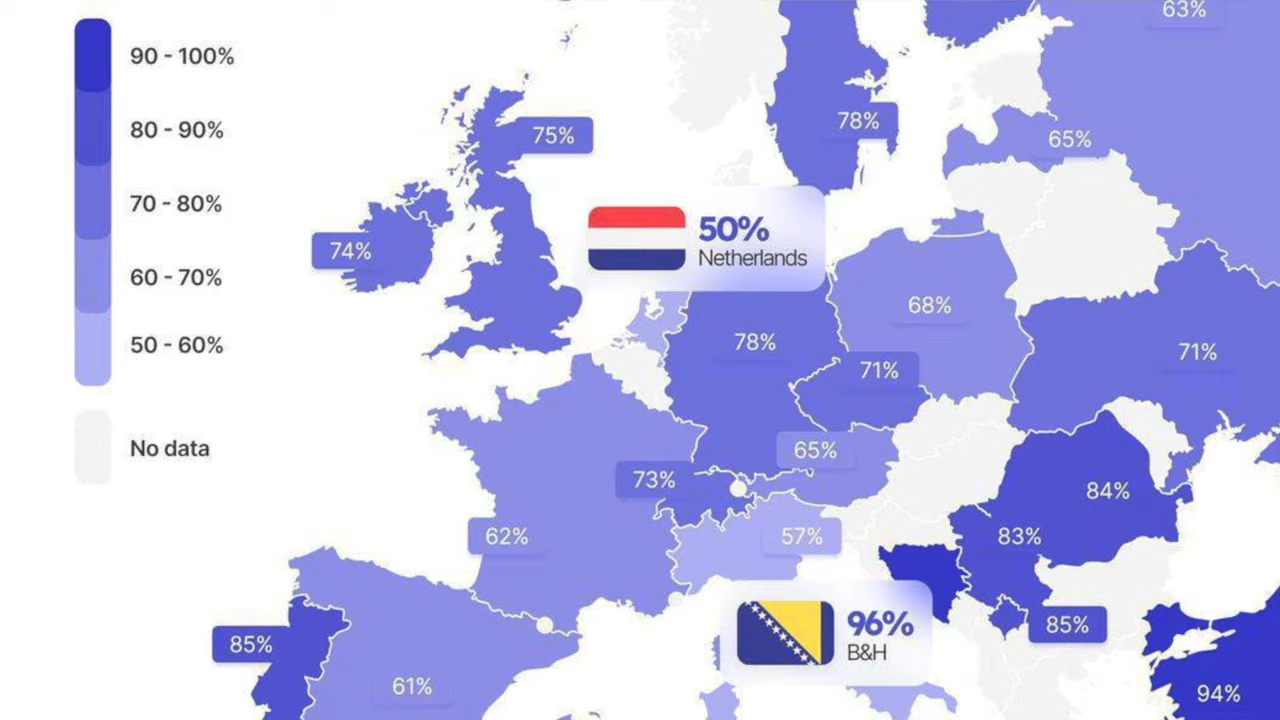 63%
90 - 100%
80 - 90%
70 - 80%
60 - 70%
50 - 60%
No data
75%
78%
65%
74%
50%
Netherlands
68%
78%
71%
71%
65%
73%
84%
62%
57%
83%
85%
96%
B&H
85%
61%
94%